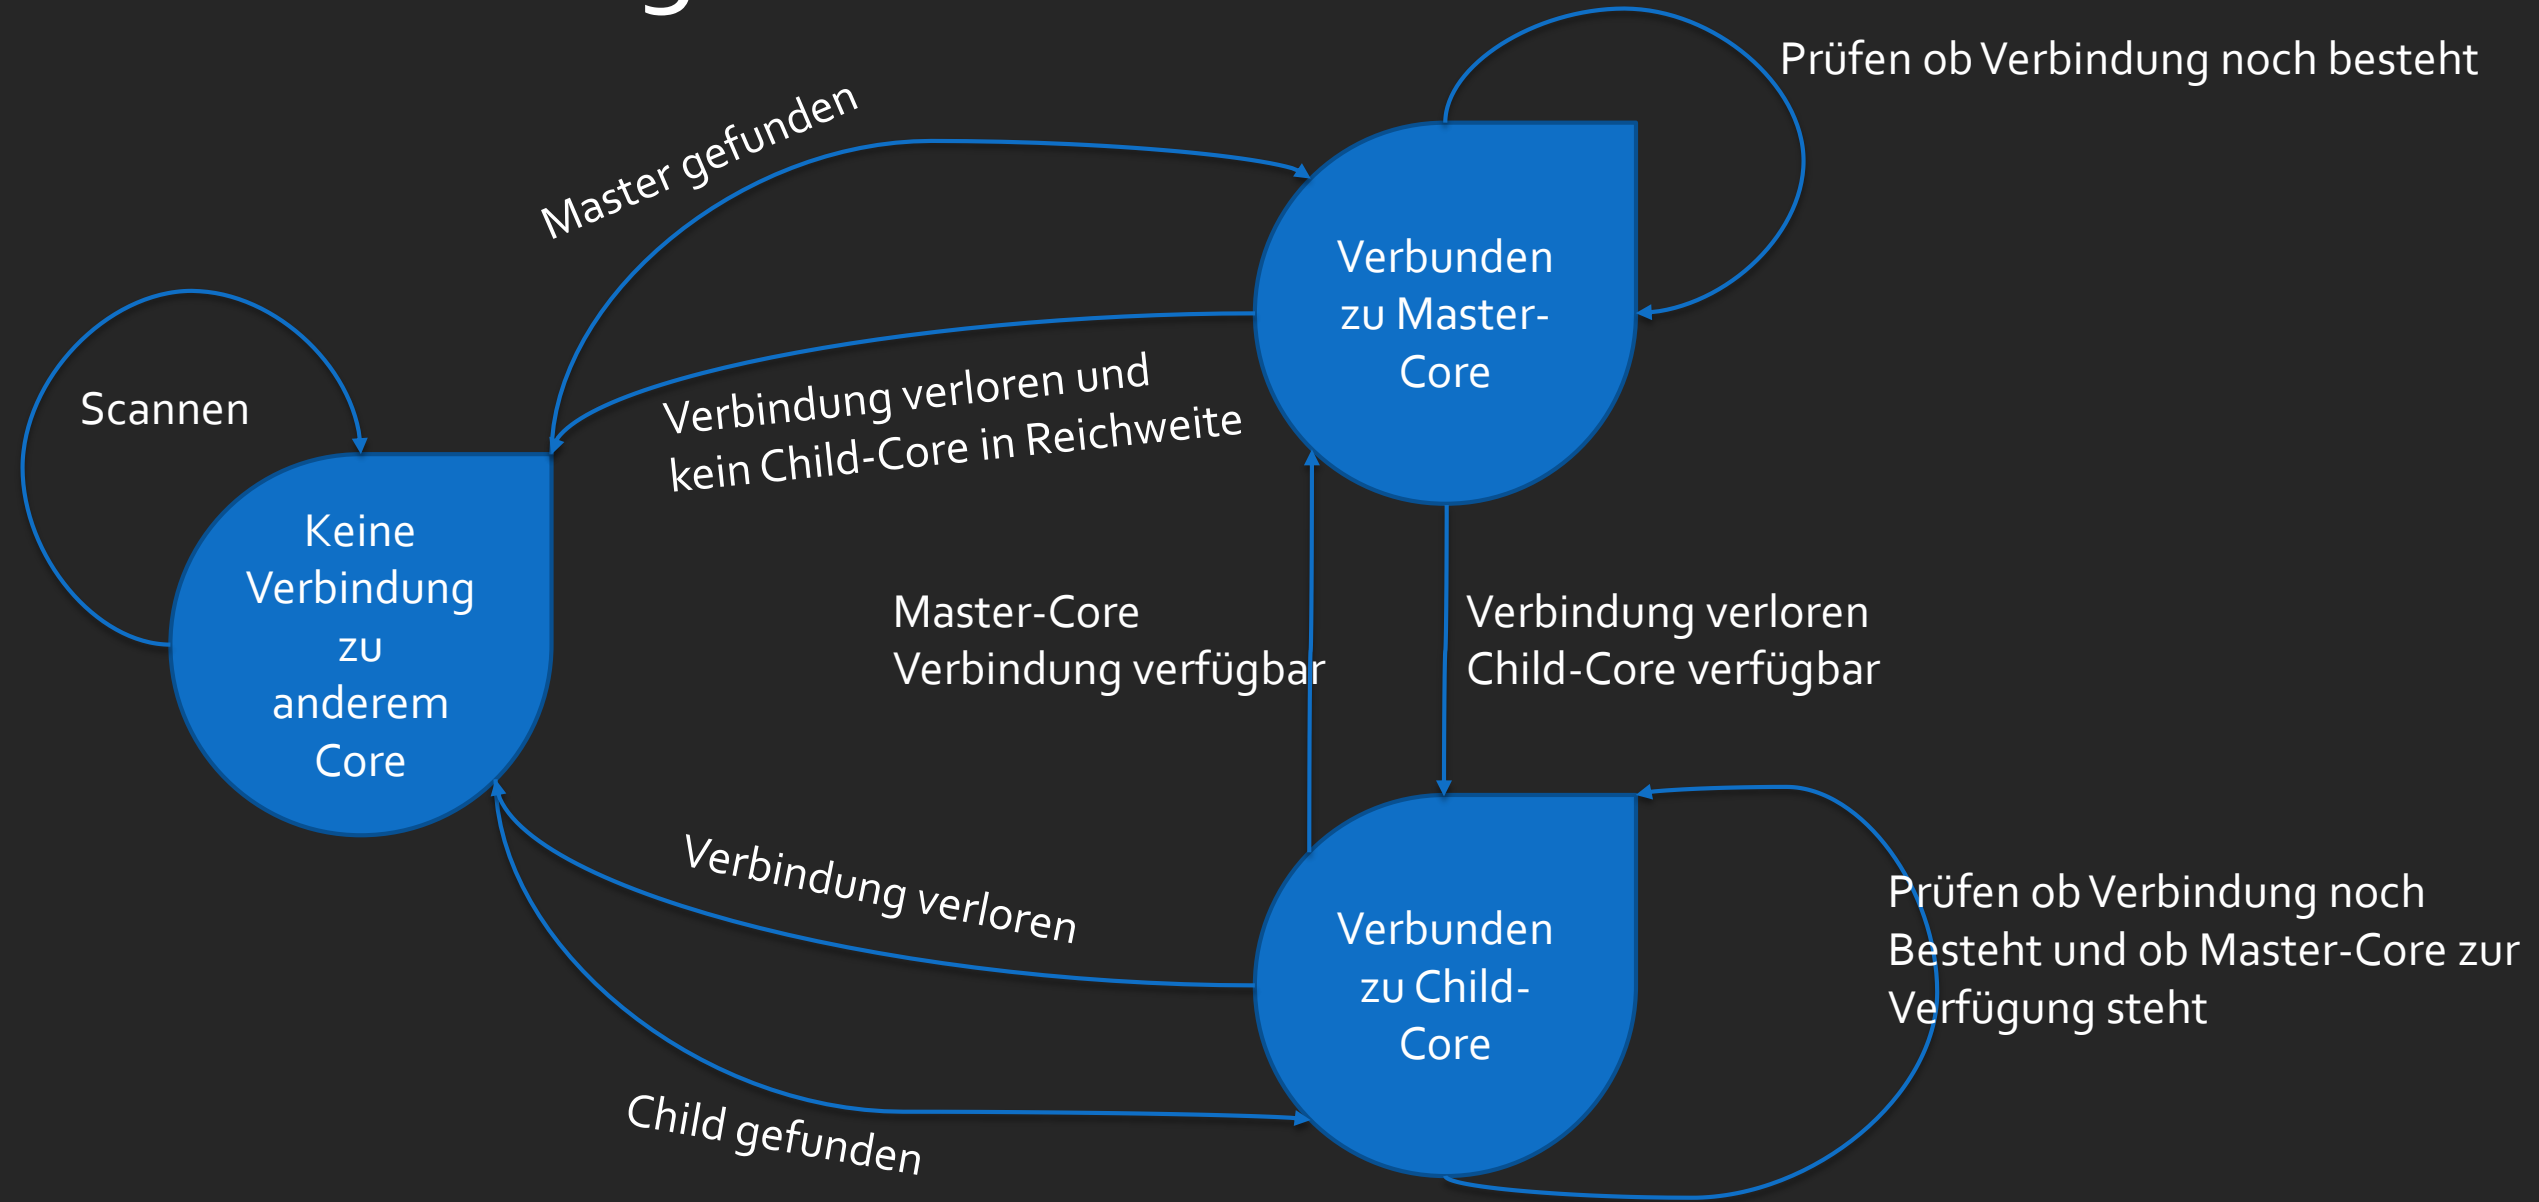 Master gefunden
Prüfen ob Verbindung noch besteht
Verbunden
zu Master-
Core
Scannen
Verbindung verloren und
kein Child-Core in Reichweite
Keine
Verbindung
zu
anderem
Core
Master-Core
Verbindung verfügbar
Verbindung verloren
Child-Core verfügbar
Verbindung verloren
Verbunden
zu Child-
Core
Prüfen ob Verbindung noch
Besteht und ob Master-Core zur
Verfügung steht
Child gefunden